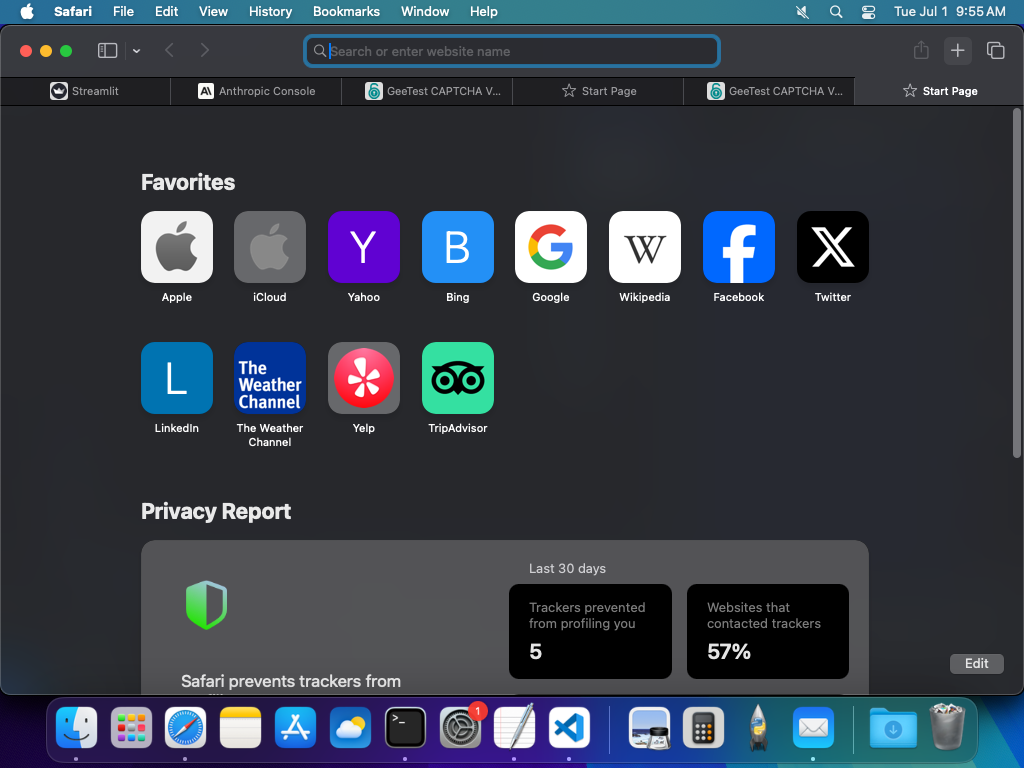 Safari File Edit View History Bookmarks Window Help Tue Jul 1 9:55 AM
Search or enter website name
Streamlit
Anthropic Console
GeeTest CAPTCHA V...
Start Page
GeeTest CAPTCHA V...
Start Page
Favorites
Apple
iCloud
Y
Yahoo
B
Bing
G
Google
W
Wikipedia
f
Facebook
X
Twitter
L
LinkedIn
The
Weather
Channel
The Weather
Channel
Yelp
TripAdvisor
Privacy Report
Last 30 days
Trackers prevented
from profiling you
5
Websites that
contacted trackers
57%
Safari prevents trackers from
Edit
1